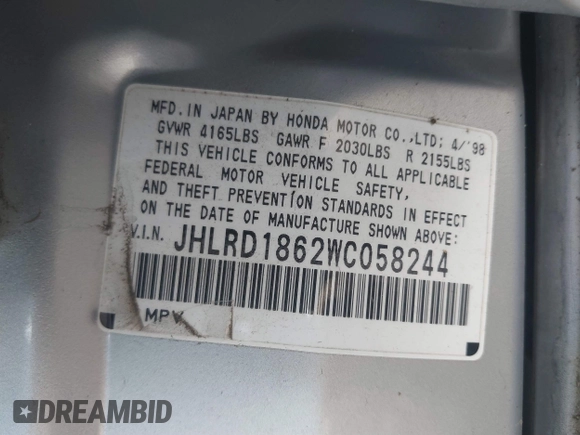 MFD. IN JAPAN BY HONDA MOTOR CO.,LTD; 4/'98
GVWR 4165LBS GAWR F 2030LBS R 2155LBS
THIS VEHICLE CONFORMS TO ALL APPLICABLE
FEDERAL MOTOR VEHICLE SAFETY,
AND THEFT PREVENTION STANDARDS IN EFFECT
ON THE DATE OF MANUFACTURE SHOWN ABOVE:
V.I.N. JHLRD1862WC058244
MPV
DREAMBID